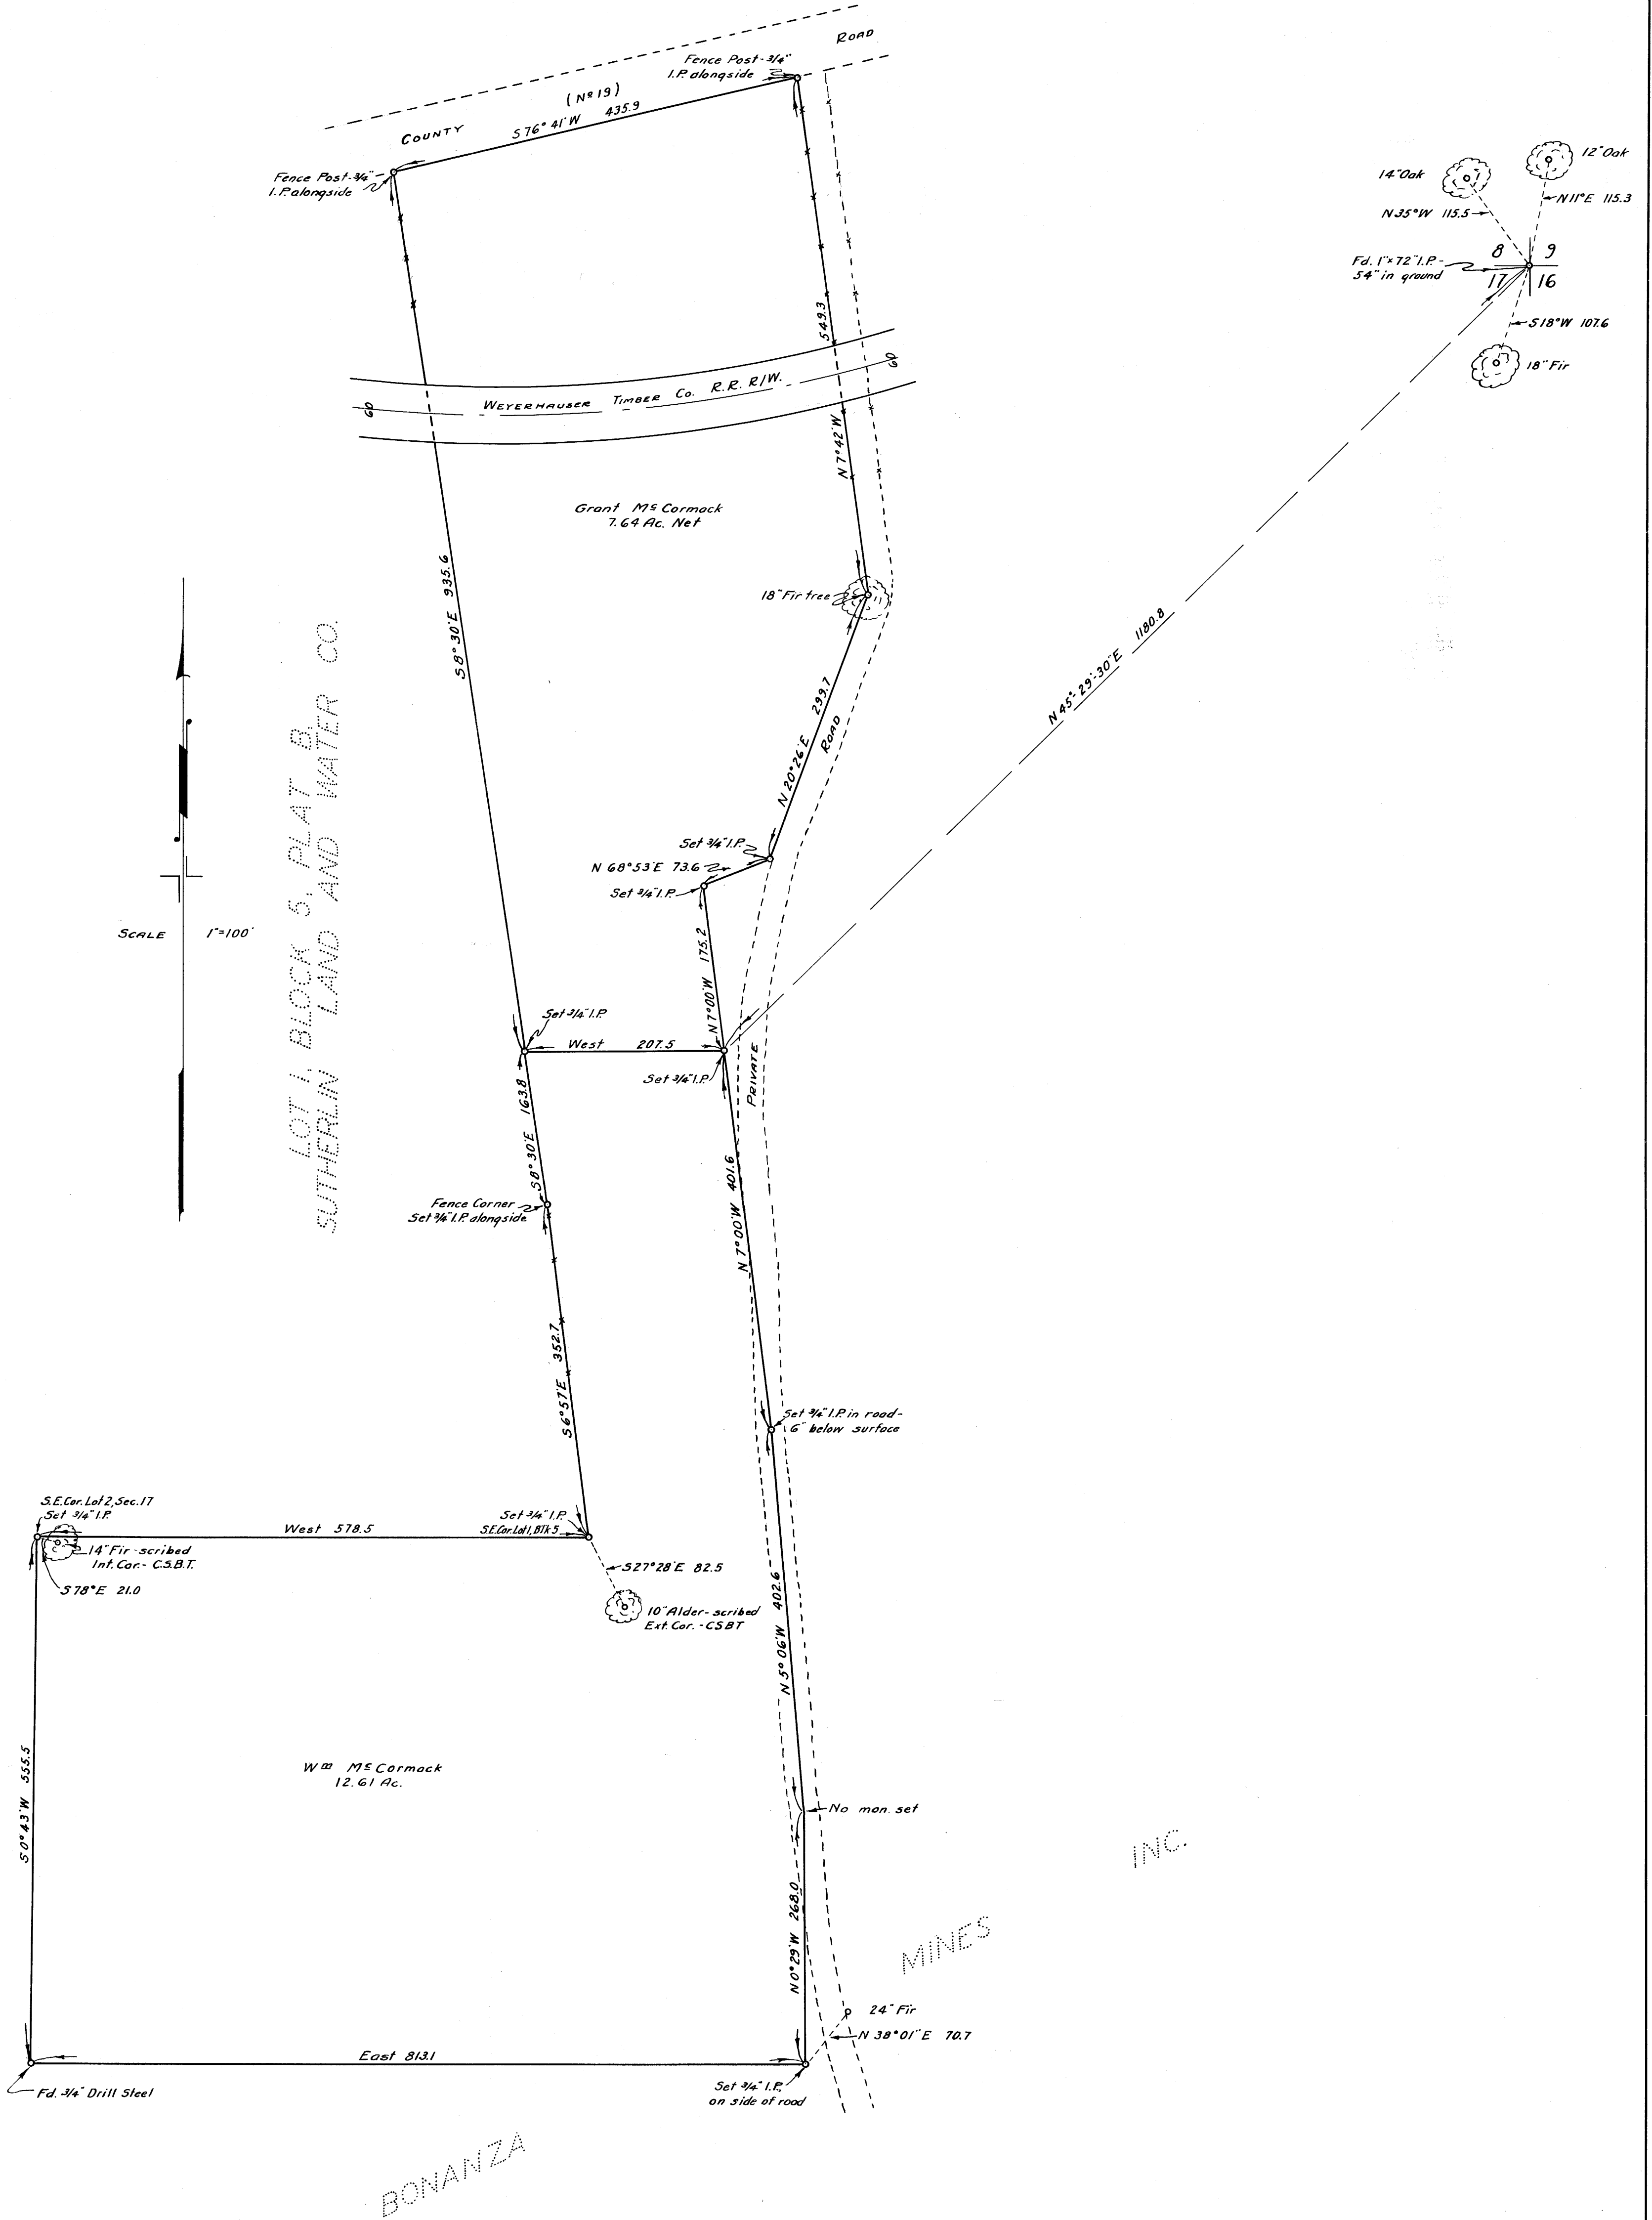 ROAD
Fence Post-3/4"
I.P. alongside
(Nº 19)
COUNTY
S 76° 41' W 435.9
Fence Post-3/4"
I.P. alongside
12" Oak
14" Oak
N 11° E 115.3
N 35° W 115.5
8 9
17 16
Fd. 1"x72" I.P.-
54" in ground
S 18° W 107.6
18" Fir
549.3
60 WEYERHAUSER TIMBER Co. R.R. R/W. 60
N 7° 42' W
Grant Mc Cormack
7.64 Ac. Net
S 8° 30' E 935.6
18" Fir tree
N 45°-29'-30" E 1180.8
LOT 1, BLOCK 5, PLAT B.
SUTHERLIN LAND AND WATER CO.
N 20° 26' E 299.7
ROAD
Set 3/4" I.P.
N 68° 53' E 73.6
Set 3/4" I.P.
SCALE 1"=100'
N 7° 00' W 175.2
Set 3/4" I.P.
West 207.5
Set 3/4" I.P.
PRIVATE
S 8° 30' E 163.8
N 7° 00' W 401.6
Fence Corner
Set 3/4" I.P. alongside
S 6° 57' E 352.7
Set 3/4" I.P. in road-
6" below surface
S.E. Cor. Lot 2, Sec. 17
Set 3/4" I.P.
West 578.5
Set 3/4" I.P.
S.E. Cor. Lot 1, Blk 5
14" Fir-scribed
Int. Cor.- C.S.B.T.
S 78° E 21.0
S 27° 28' E 82.5
10" Alder-scribed
Ext. Cor.-CSBT
N 5° 06' W 402.6
S 0° 43' W 555.5
Wm Mc Cormack
12.61 Ac.
No mon. set
INC.
N 0° 29' W 268.0
MINES
24" Fir
N 38° 01" E 70.7
East 813.1
Fd. 3/4" Drill Steel
Set 3/4" I.P.
on side of road
BONANZA